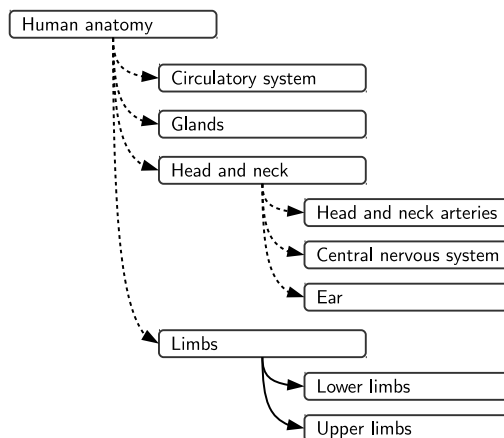 Human anatomy
Circulatory system
Glands
Head and neck
Head and neck arteries
Central nervous system
Ear
Limbs
Lower limbs
Upper limbs